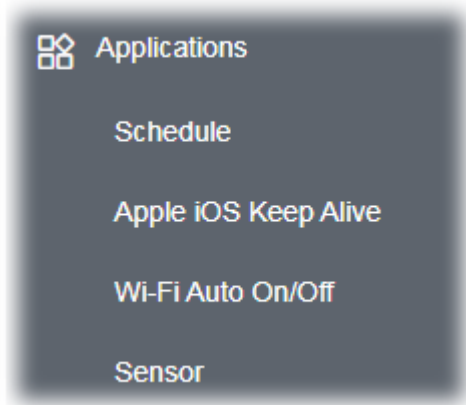 Applications
Schedule
Apple iOS Keep Alive
Wi-Fi Auto On/Off
Sensor